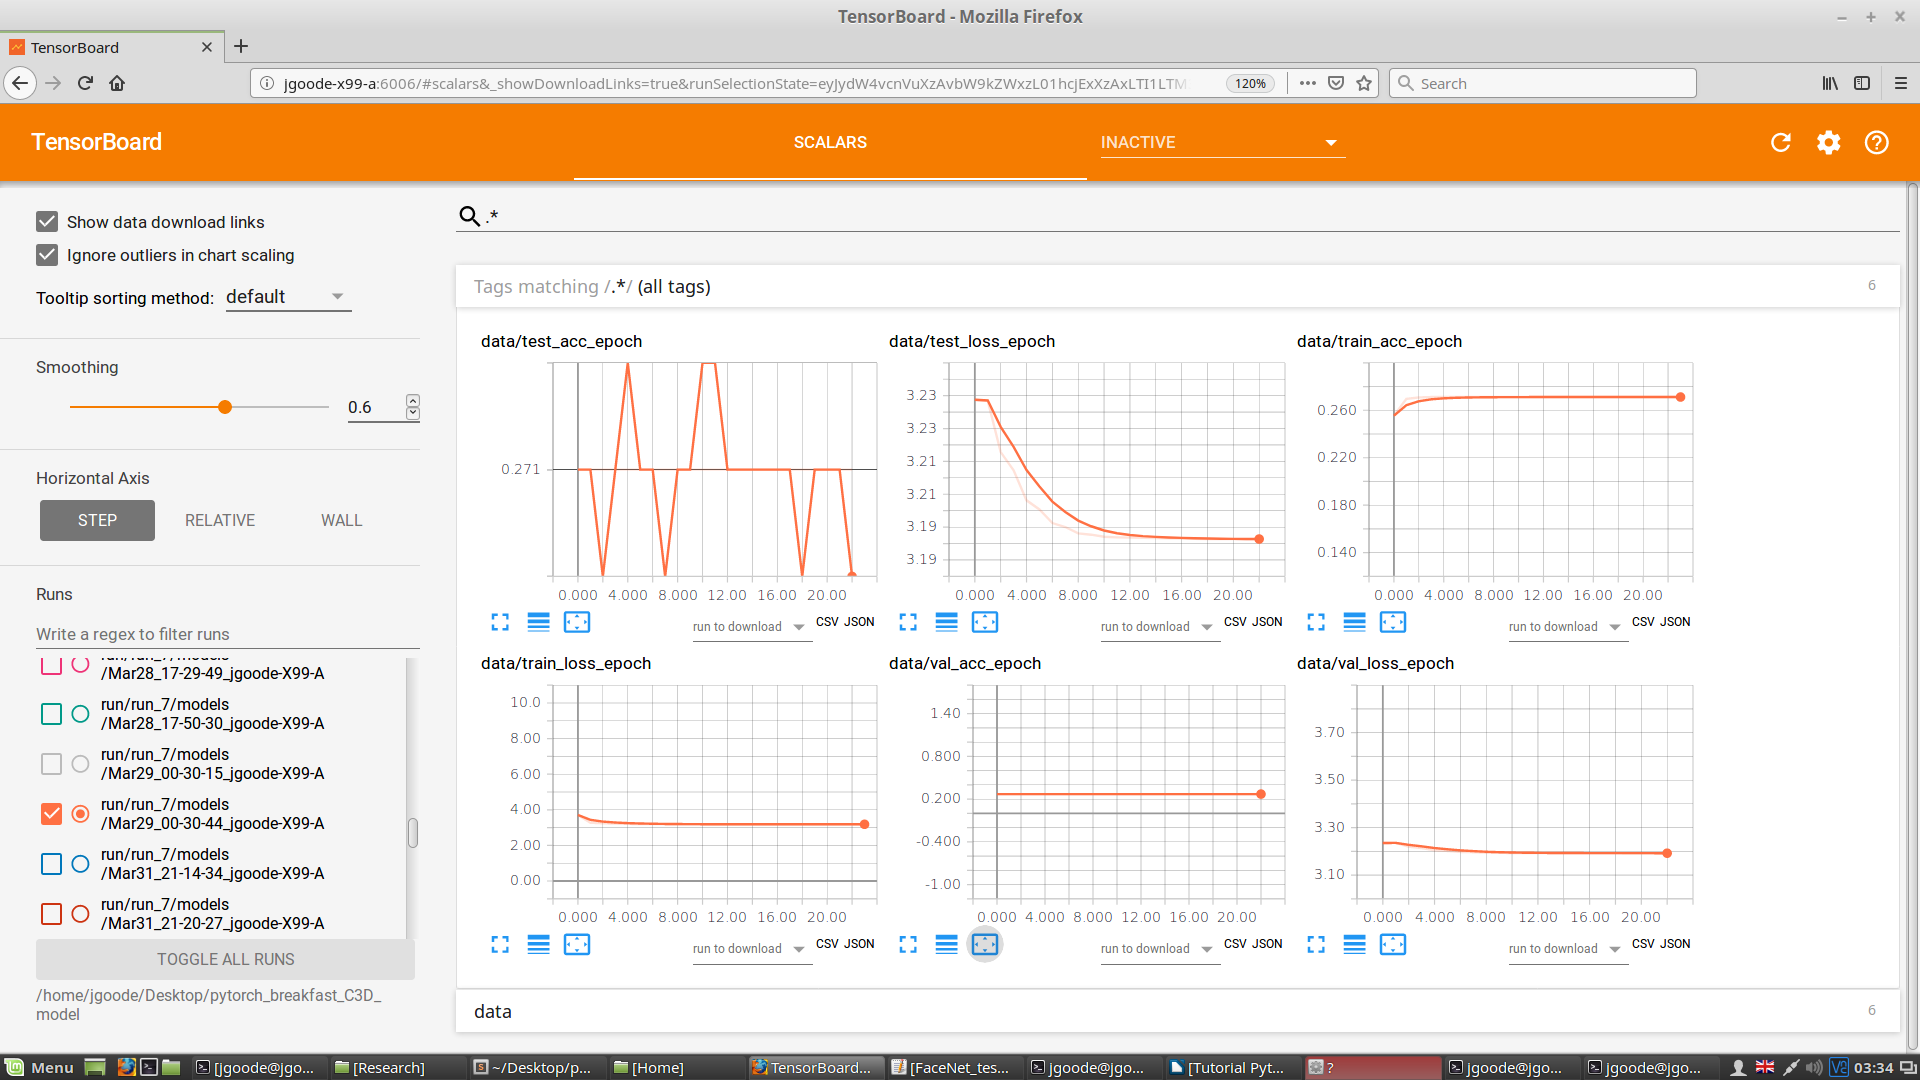 TensorBoard - Mozilla Firefox
TensorBoard
jgoode-x99-a:6006/#scalars&_showDownloadLinks=true&runSelectionState=eyJydW4vcnVuXzAvbW9kZWxzL01hcjExXzAxLTI1LTM
120%
Search
TensorBoard
SCALARS
INACTIVE
Show data download links
Ignore outliers in chart scaling
Tooltip sorting method: default
Smoothing
0.6
Horizontal Axis
STEP RELATIVE WALL
Runs
Write a regex to filter runs
/Mar28_17-29-49_jgoode-X99-A
run/run_7/models
/Mar28_17-50-30_jgoode-X99-A
run/run_7/models
/Mar29_00-30-15_jgoode-X99-A
run/run_7/models
/Mar29_00-30-44_jgoode-X99-A
run/run_7/models
/Mar31_21-14-34_jgoode-X99-A
run/run_7/models
/Mar31_21-20-27_jgoode-X99-A
TOGGLE ALL RUNS
/home/jgoode/Desktop/pytorch_breakfast_C3D_
model
.*
Tags matching /.*/ (all tags)
6
data/test_acc_epoch
0.271
0.000 4.000 8.000 12.00 16.00 20.00
run to download CSV JSON
data/test_loss_epoch
3.23
3.23
3.21
3.21
3.19
3.19
0.000 4.000 8.000 12.00 16.00 20.00
run to download CSV JSON
data/train_acc_epoch
0.260
0.220
0.180
0.140
0.000 4.000 8.000 12.00 16.00 20.00
run to download CSV JSON
data/train_loss_epoch
10.0
8.00
6.00
4.00
2.00
0.00
0.000 4.000 8.000 12.00 16.00 20.00
run to download CSV JSON
data/val_acc_epoch
1.40
0.800
0.200
-0.400
-1.00
0.000 4.000 8.000 12.00 16.00 20.00
run to download CSV JSON
data/val_loss_epoch
3.70
3.50
3.30
3.10
0.000 4.000 8.000 12.00 16.00 20.00
run to download CSV JSON
data
6
Menu
[jgoode@jgo...
[Research]
~/Desktop/p...
[Home]
TensorBoard...
[FaceNet_tes...
jgoode@jgo...
[Tutorial Pyt...
?
jgoode@jgo...
jgoode@jgo...
03:34